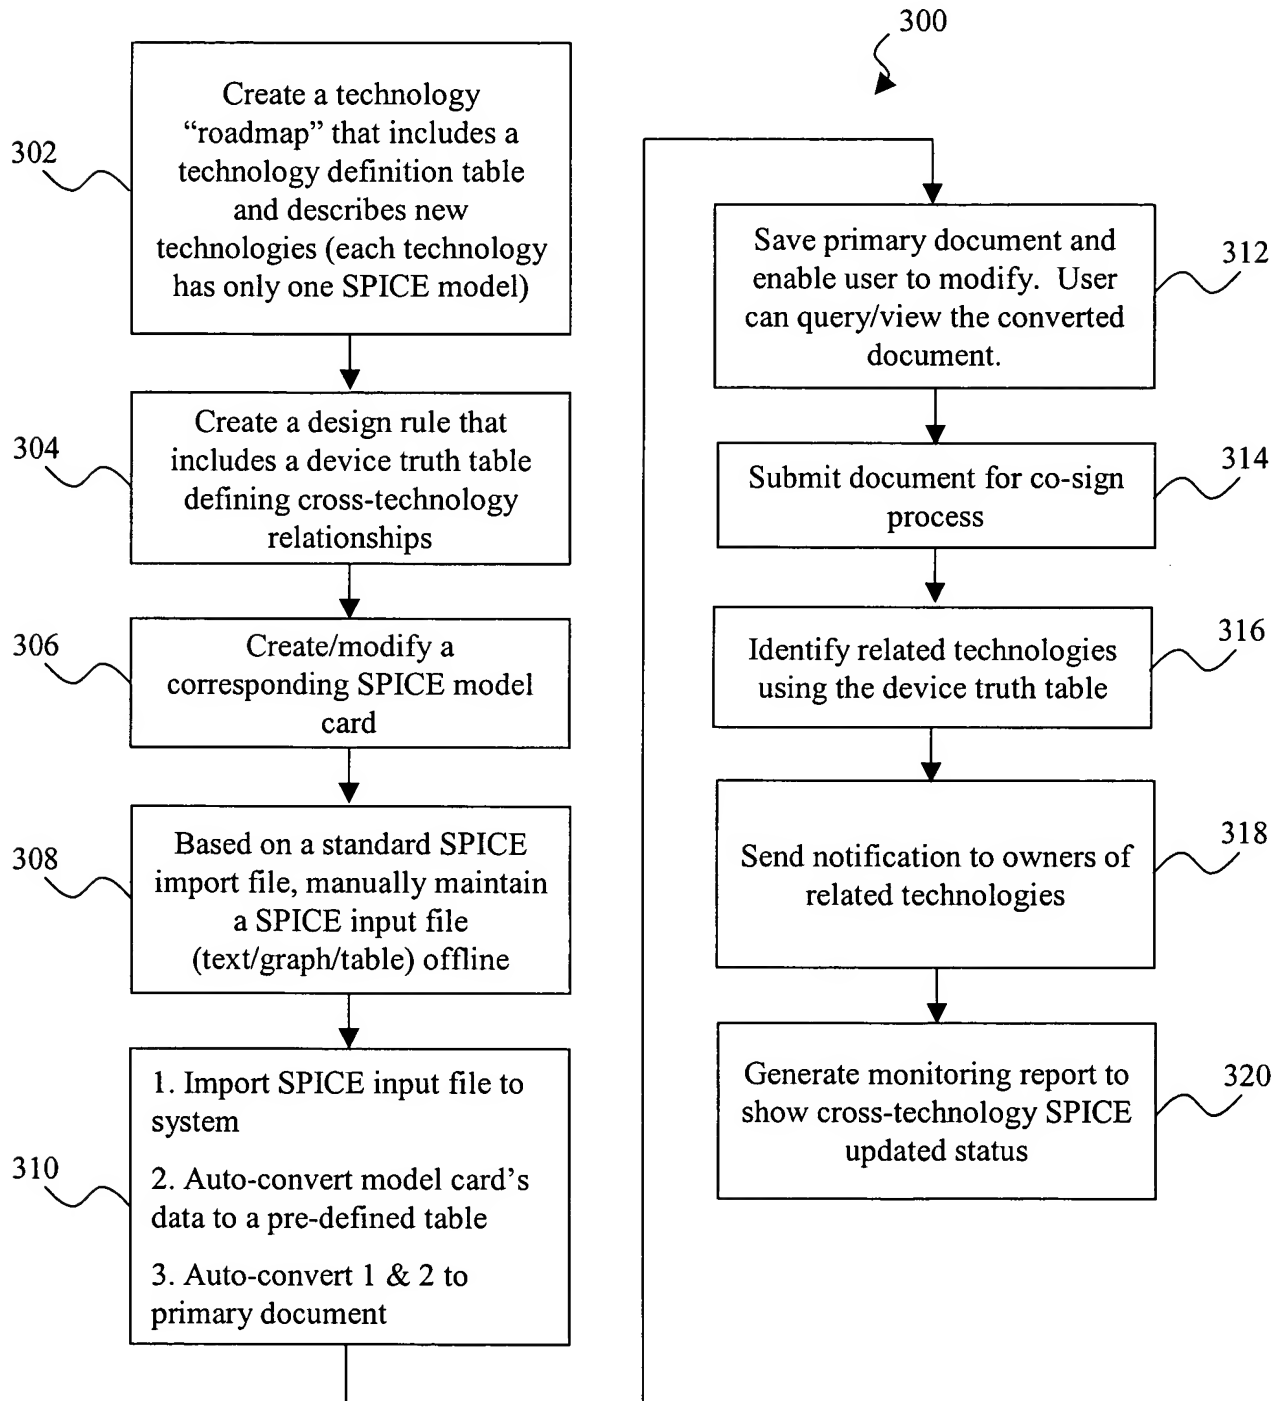 300
302
Create a technology
“roadmap” that includes a
technology definition table
and describes new
technologies (each technology
has only one SPICE model)
304
Create a design rule that
includes a device truth table
defining cross-technology
relationships
306
Create/modify a
corresponding SPICE model
card
308
Based on a standard SPICE
import file, manually maintain
a SPICE input file
(text/graph/table) offline
310
1. Import SPICE input file to
system
2. Auto-convert model card’s
data to a pre-defined table
3. Auto-convert 1 & 2 to
primary document
Save primary document and
enable user to modify. User
can query/view the converted
document.
312
Submit document for co-sign
process
314
Identify related technologies
using the device truth table
316
Send notification to owners of
related technologies
318
Generate monitoring report to
show cross-technology SPICE
updated status
320